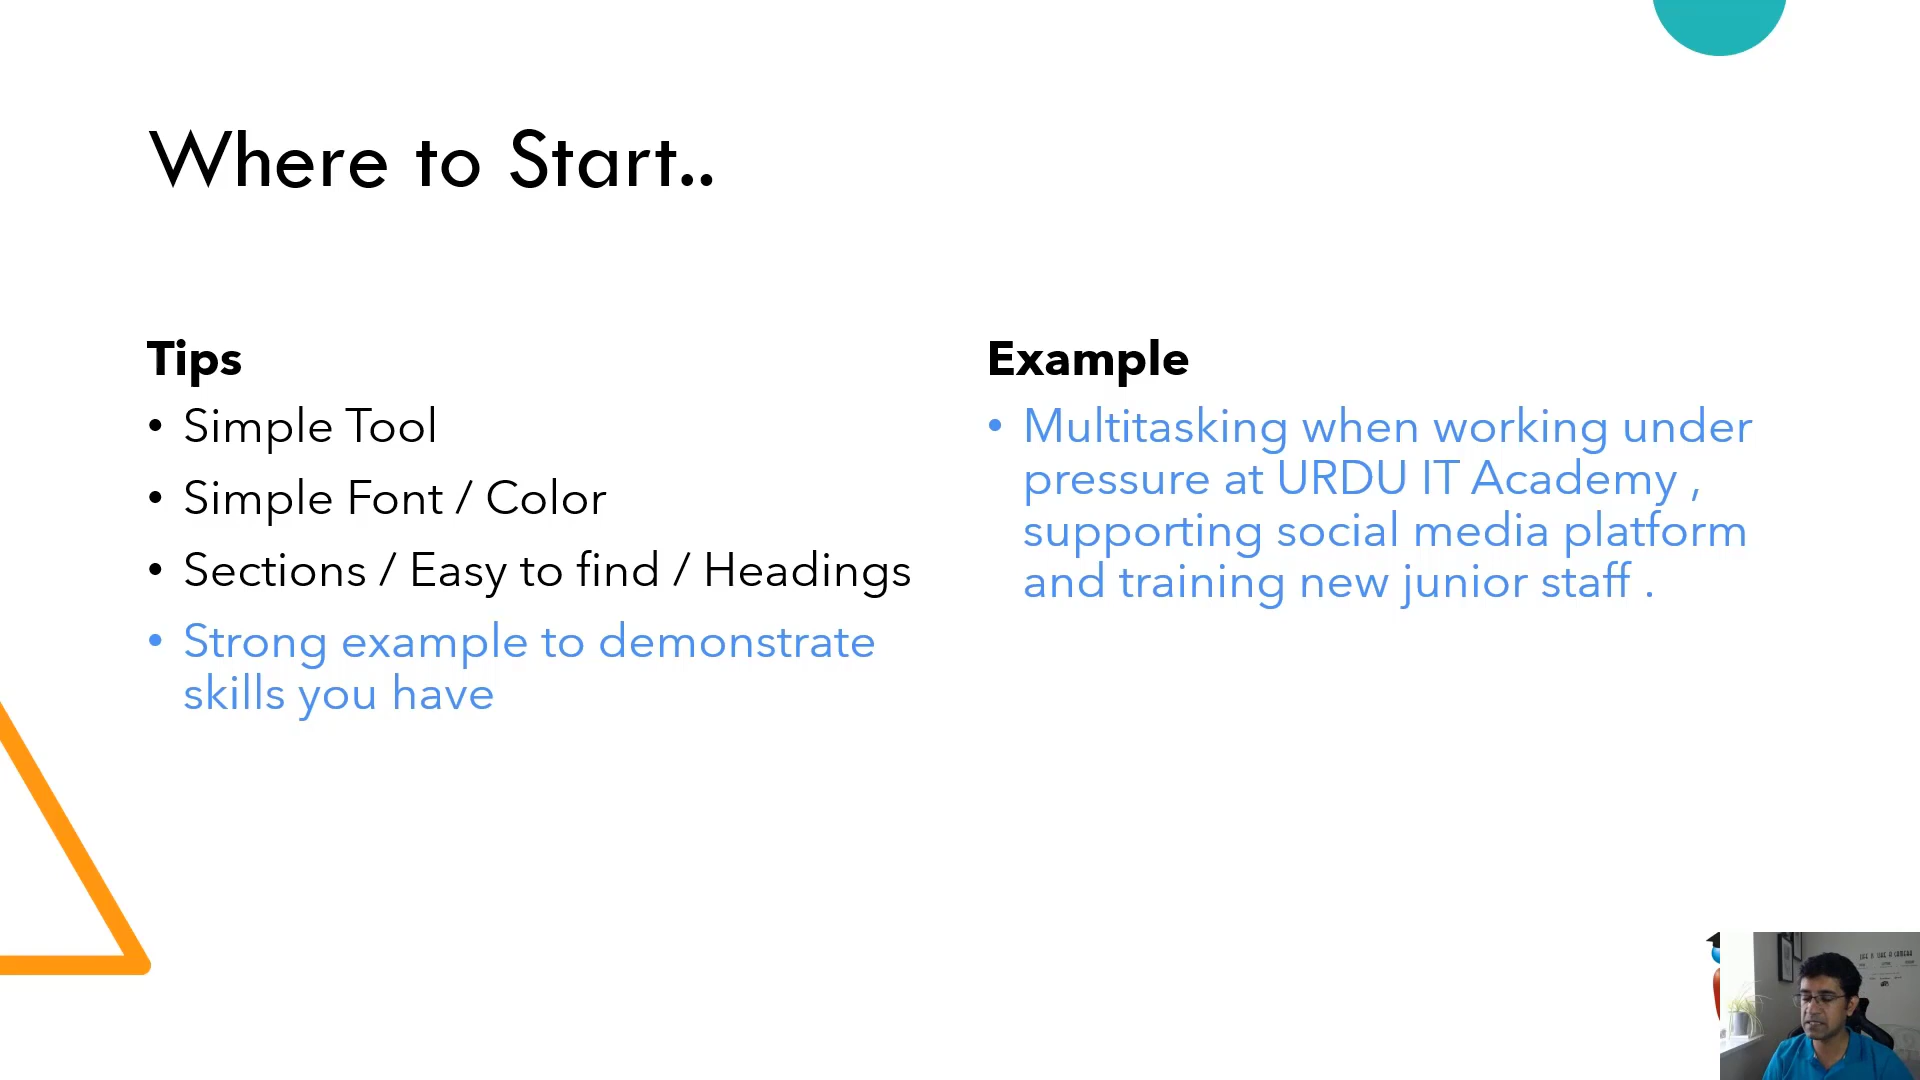 Where to Start..
Tips
• Simple Tool
• Simple Font / Color
• Sections / Easy to find / Headings
• Strong example to demonstrate
skills you have
Example
• Multitasking when working under
pressure at URDU IT Academy ,
supporting social media platform
and training new junior staff .